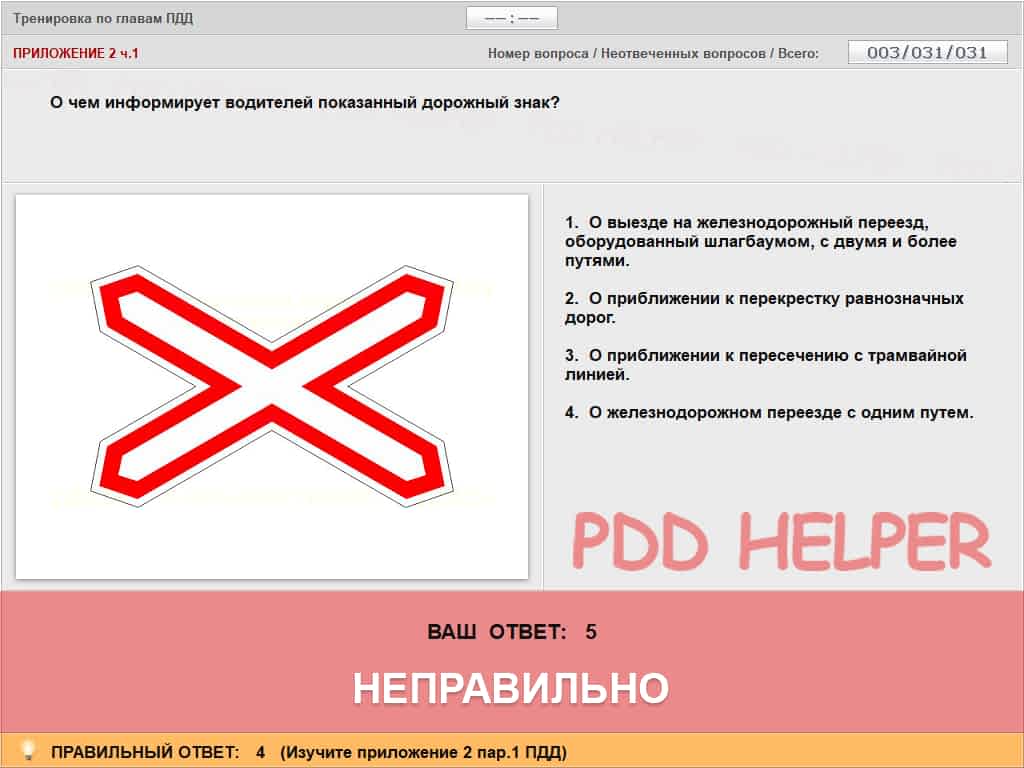 Тренировка по главам ПДД
—— : ——
ПРИЛОЖЕНИЕ 2 ч.1
Номер вопроса / Неотвеченных вопросов / Всего:
003/031/031
О чем информирует водителей показанный дорожный знак?
1. О выезде на железнодорожный переезд,
оборудованный шлагбаумом, с двумя и более
путями.
2. О приближении к перекрестку равнозначных
дорог.
3. О приближении к пересечению с трамвайной
линией.
4. О железнодорожном переезде с одним путем.
PDD HELPER
ВАШ ОТВЕТ: 5
НЕПРАВИЛЬНО
ПРАВИЛЬНЫЙ ОТВЕТ: 4 (Изучите приложение 2 пар.1 ПДД)